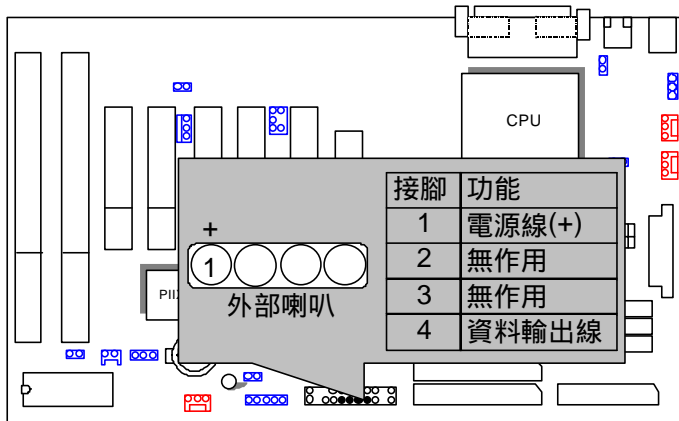 CPU
接腳 功能
1 電源線(+)
2 無作用
3 無作用
4 資料輸出線
+
1
外部喇叭
PII